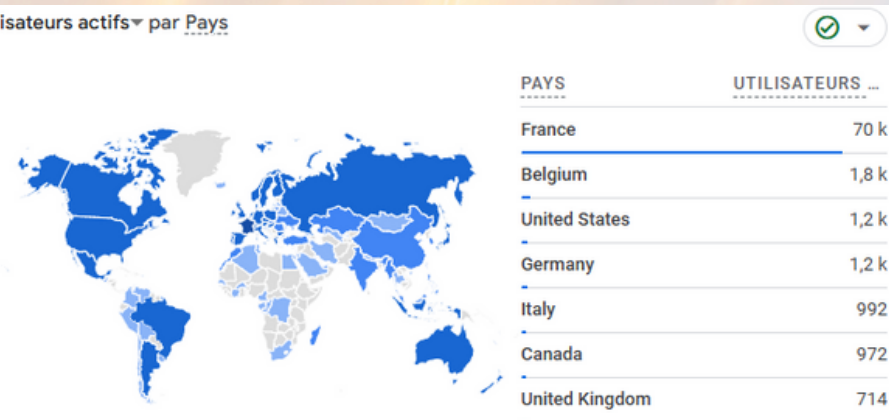 isateurs actifs par Pays
PAYS UTILISATEURS ...
France 70 k
Belgium 1,8 k
United States 1,2 k
Germany 1,2 k
Italy 992
Canada 972
United Kingdom 714